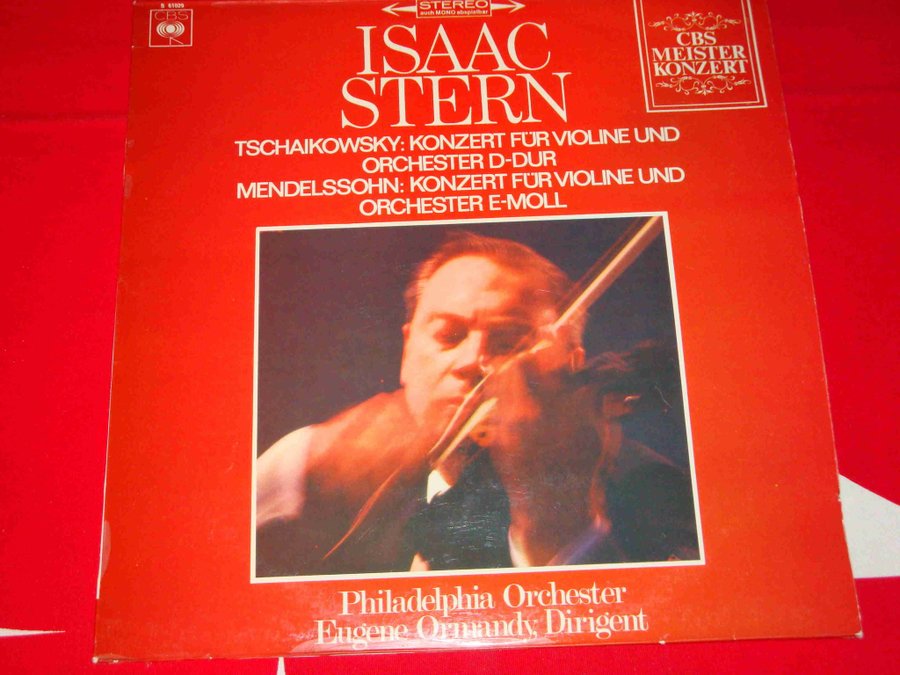 S 61029
CBS
STEREO
auch MONO abspielbar
CBS
MEISTER
KONZERT
ISAAC
STERN
TSCHAIKOWSKY: KONZERT FÜR VIOLINE UND
ORCHESTER D-DUR
MENDELSSOHN: KONZERT FÜR VIOLINE UND
ORCHESTER E-MOLL
Philadelphia Orchester
Eugene Ormandy, Dirigent